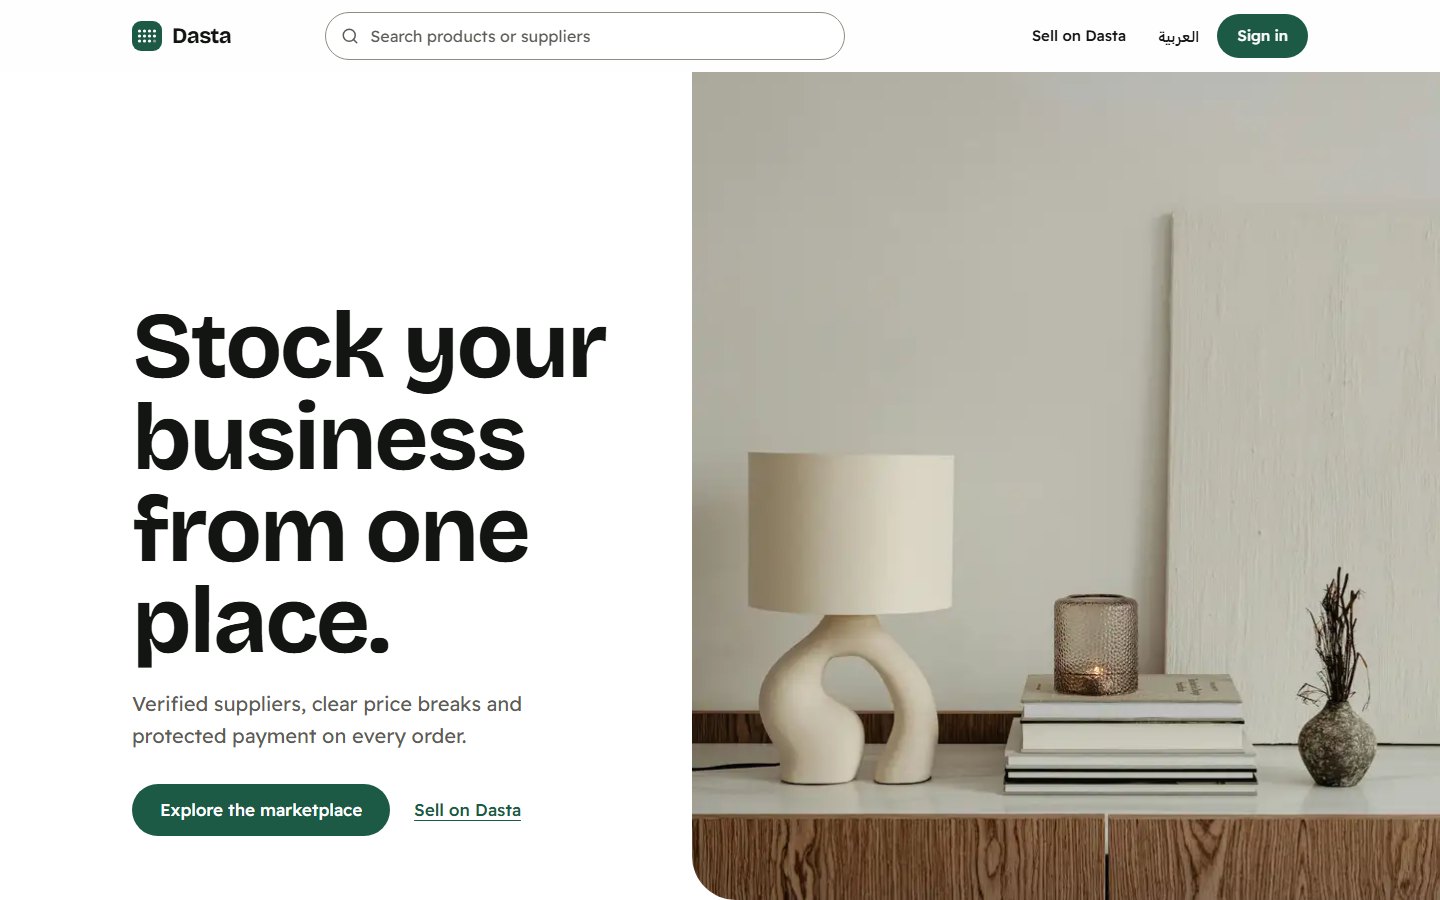 Dasta
Search products or suppliers
Sell on Dasta
العربية
Sign in
Stock your
business
from one
place.
Verified suppliers, clear price breaks and
protected payment on every order.
Explore the marketplace
Sell on Dasta